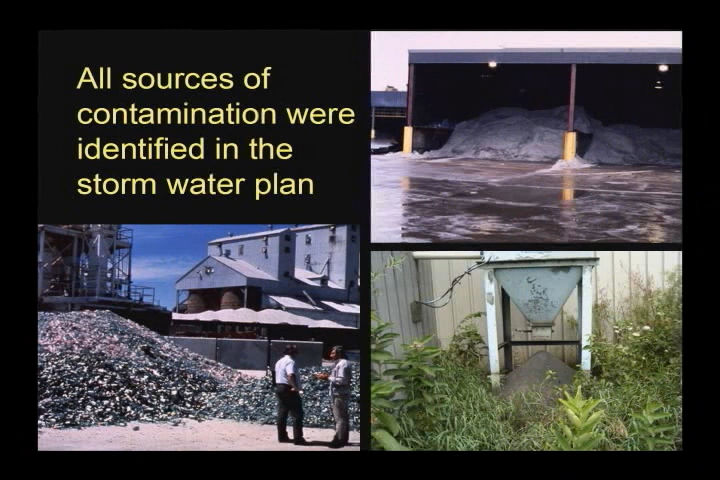 All sources of
contamination were
identified in the
storm water plan